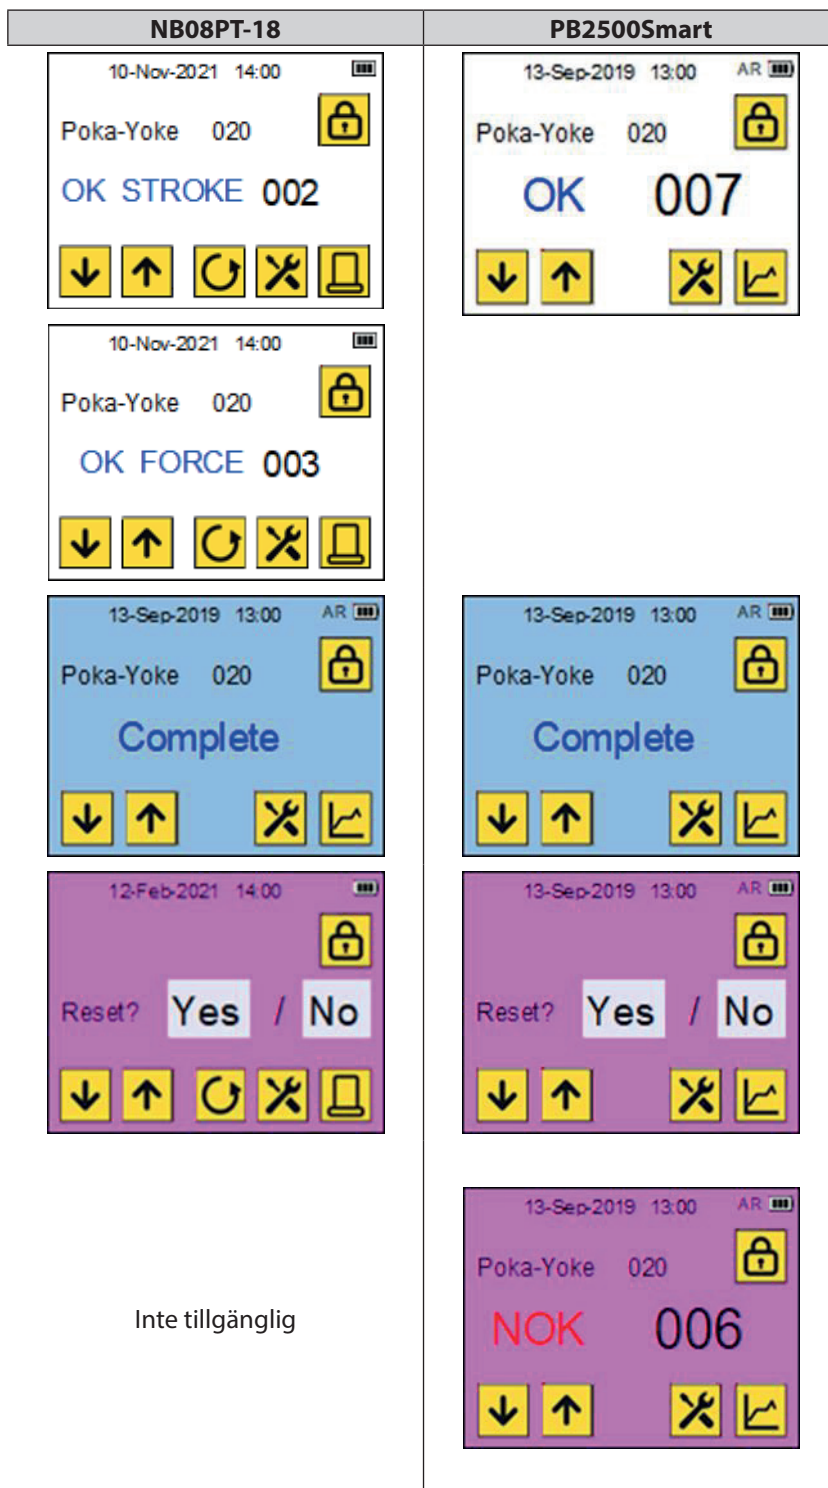 NB08PT-18
PB2500Smart
10-Nov-2021 14:00
Poka-Yoke 020
OK STROKE 002
13-Sep-2019 13:00 AR
Poka-Yoke 020
OK 007
10-Nov-2021 14:00
Poka-Yoke 020
OK FORCE 003
13-Sep-2019 13:00 AR
Poka-Yoke 020
Complete
13-Sep-2019 13:00 AR
Poka-Yoke 020
Complete
12-Feb-2021 14:00
Reset? Yes / No
13-Sep-2019 13:00 AR
Reset? Yes / No
Inte tillgänglig
13-Sep-2019 13:00 AR
Poka-Yoke 020
NOK 006